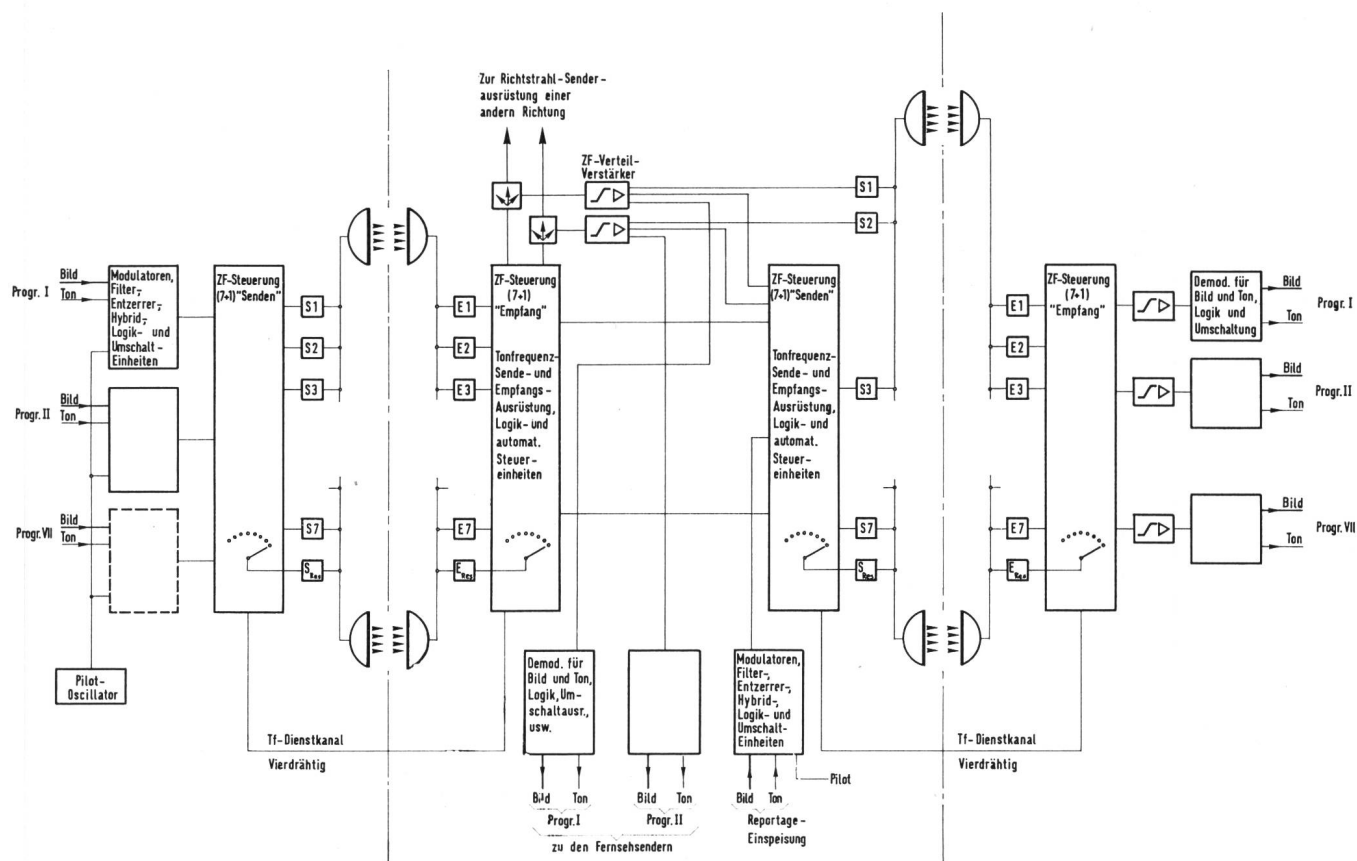 Zur Richtstrahl-Sender-
ausrüstung einer
andern Richtung
ZF-Verteil-
Verstärker
S1
S2
Progr. I
Bild
Ton
Modulatoren,
Filter-,
Entzerrer-,
Hybrid-,
Logik- und
Umschalt-
Einheiten
Progr. II
Bild
Ton
Progr. VII
Bild
Ton
Pilot-
Oscillator
ZF-Steuerung
(7+1) "Senden"
S1
S2
S3
S7
S Res
E1
E2
E3
E7
E Res
ZF-Steuerung
(7+1)
"Empfang"
Tonfrequenz-
Sende- und
Empfangs-
Ausrüstung,
Logik- und
automat.
Steuer-
einheiten
ZF-Steuerung
(7+1) "Senden"
Tonfrequenz-
Sende- und
Empfangs-
Ausrüstung,
Logik- und
automat.
Steuer-
einheiten
S3
S7
S Res
E1
E2
E3
E7
E Res
ZF-Steuerung
(7+1)
"Empfang"
Demod. für
Bild und Ton,
Logik und
Umschaltung
Bild
Ton
Progr. I
Bild
Ton
Progr. II
Bild
Ton
Progr. VII
Tf-Dienstkanal
Vierdrähtig
Demod. für
Bild und Ton,
Logik, Um-
schaltausr.,
usw.
Modulatoren,
Filter-,
Entzerrer-,
Hybrid-,
Logik- und
Umschalt-
Einheiten
Pilot
Tf-Dienstkanal
Vierdrähtig
Bild Ton
Progr. I
Bild Ton
Progr. II
zu den Fernsehsendern
Bild Ton
Reportage-
Einspeisung